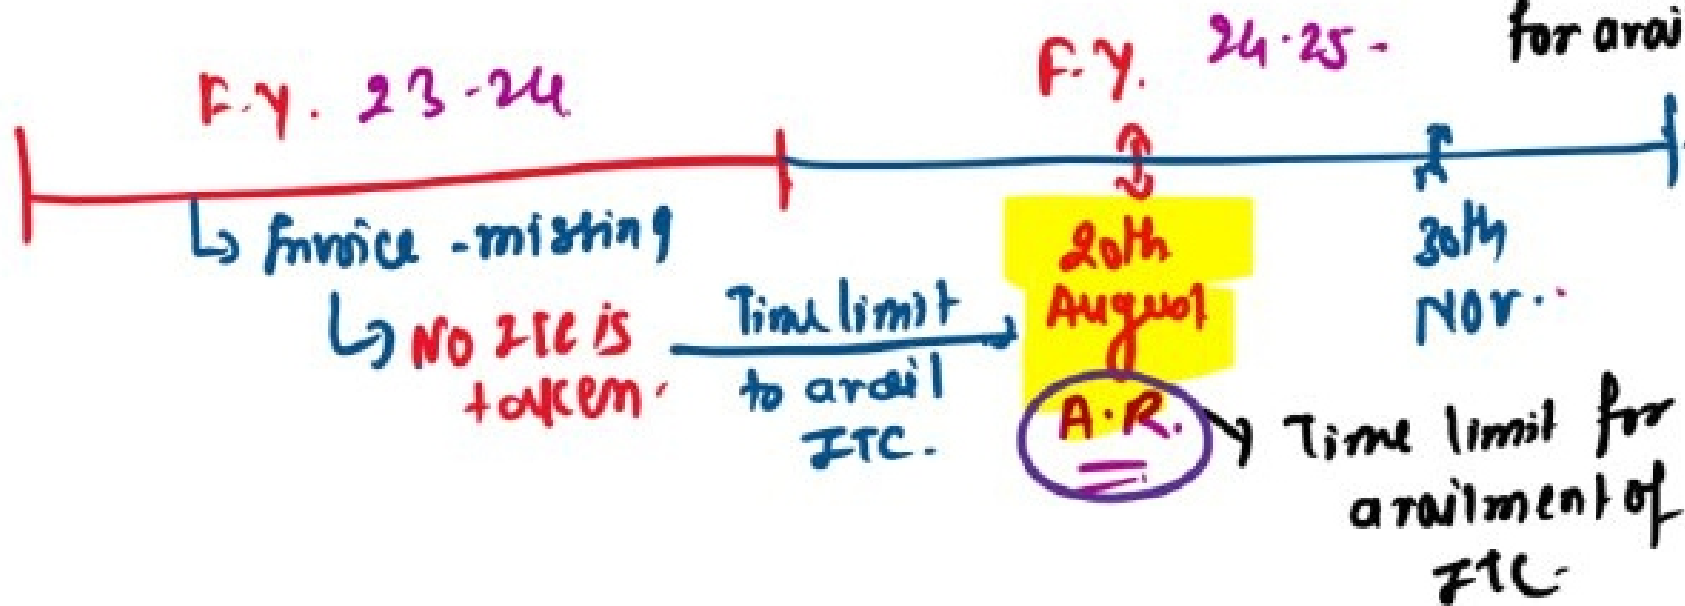 for avai
F.Y. 24-25-
F.Y. 23-24
Invoice - missing
No ITC is
taken.
Time limit
to avail
ITC.
20th
August
A.R.
30th
Nov..
Time limit for
availment of
ITC.